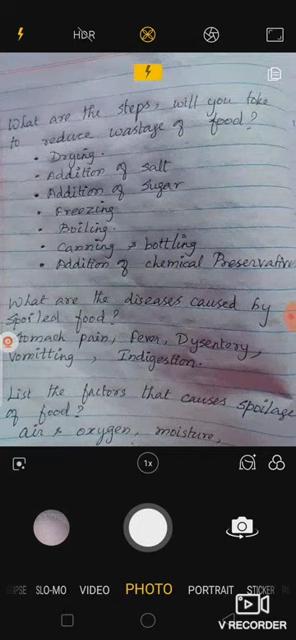 HDR
What are the steps, will you take
to reduce wastage of food?
• Drying.
• Addition of salt
• Addition of Sugar
• Freezing
• Boiling.
• Canning & bottling
• Addition of chemical Preservative
What are the diseases caused by
spoiled food?
Stomach pain, Fever, Dysentery,
Vomitting, Indigestion.
List the factors that causes spoilage
of food?
air & oxygen, moisture,
1x
SLO-MO VIDEO PHOTO PORTRAIT STICKER
V RECORDER